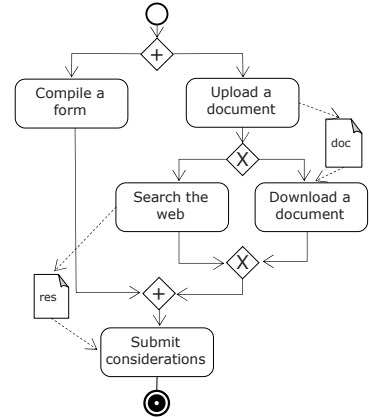 +
Compile a
form
Upload a
document
doc
X
Search the
web
Download a
document
X
res
+
Submit
considerations